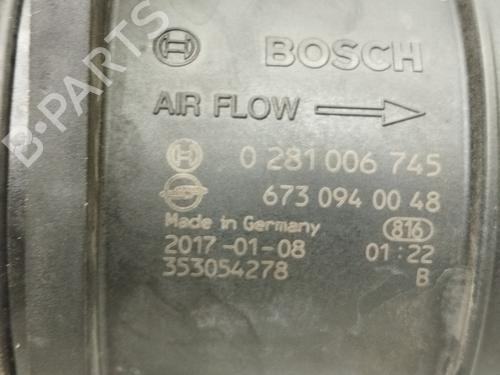 BOSCH
AIR FLOW
0 281 006 745
673 094 00 48
Made in Germany 816
2017-01-08 01:22
353054278 B
B-PARTS